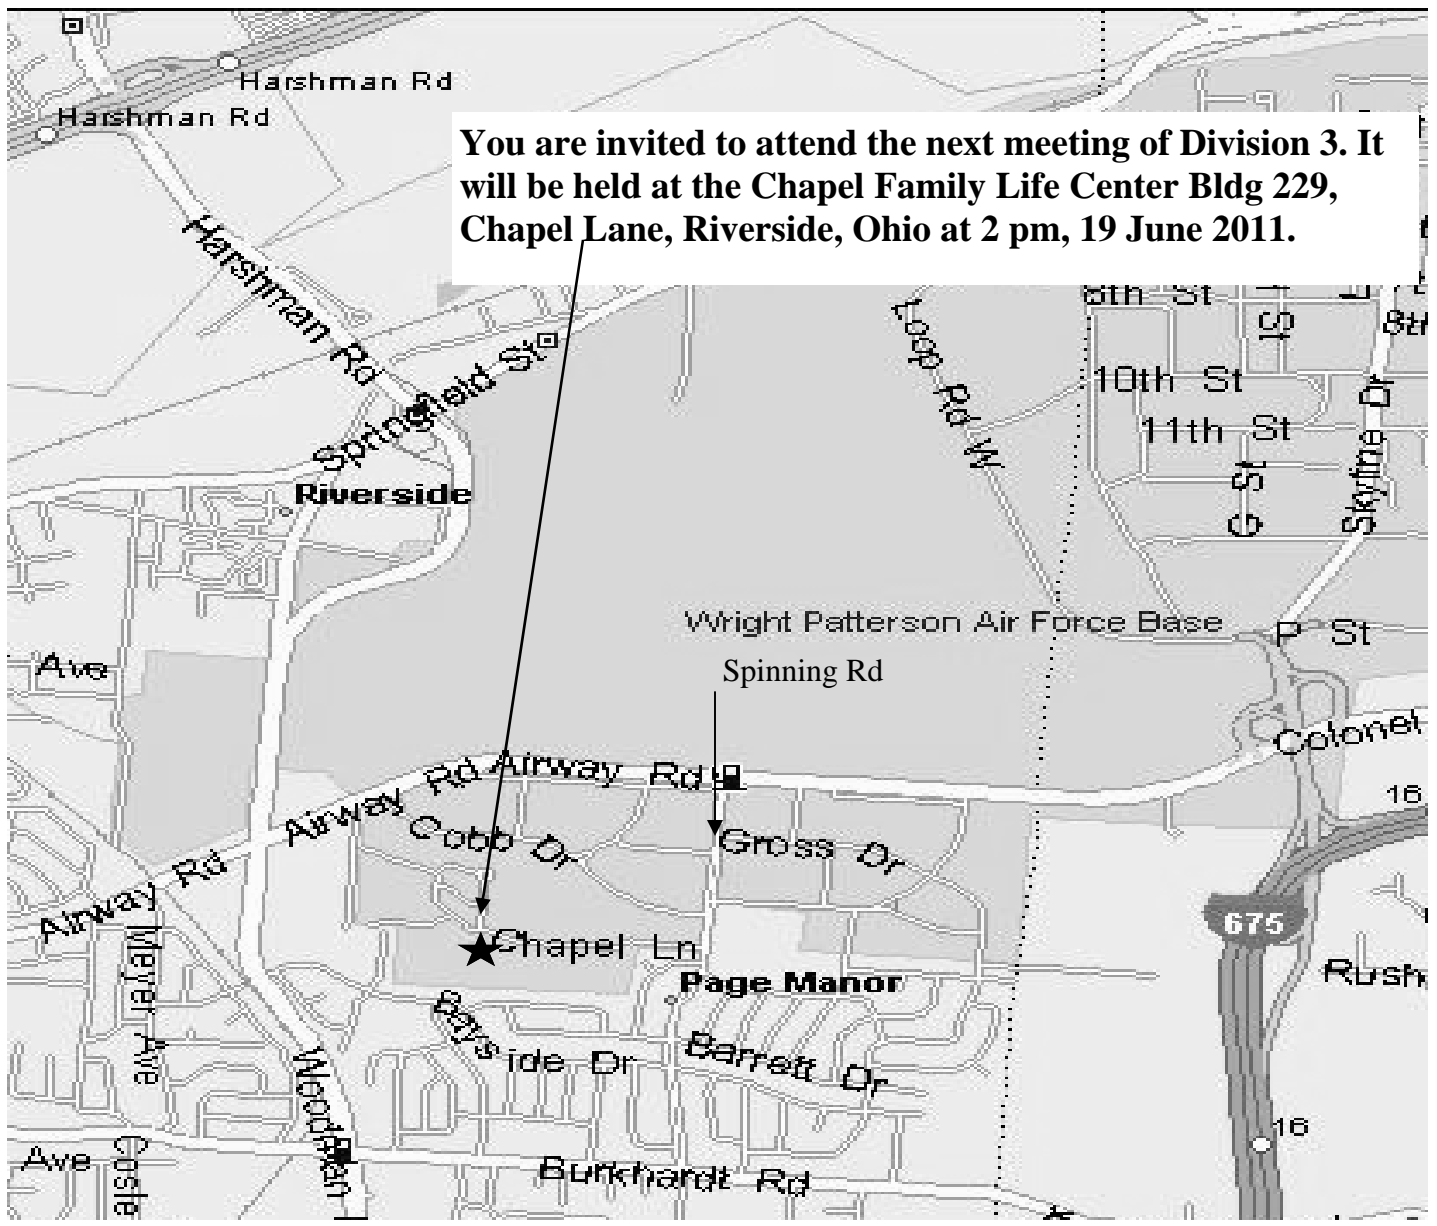 Harshman Rd
Harshman Rd
You are invited to attend the next meeting of Division 3. It
will be held at the Chapel Family Life Center Bldg 229,
Chapel Lane, Riverside, Ohio at 2 pm, 19 June 2011.
Harshman Rd
Springfield St
Riverside
Loop Rd W
8th St
10th St
11th St
G St
Skyline Dr
Wright Patterson Air Force Base
P St
Spinning Rd
Ave
Colonel
Airway Rd
Airway Rd
Airway Rd
Cobb Dr
Gross Dr
16
675
Chapel Ln
Page Manor
Meyer Ave
Bayside Dr
Barrett Dr
Woodman
16
Ave
Burkhardt Rd